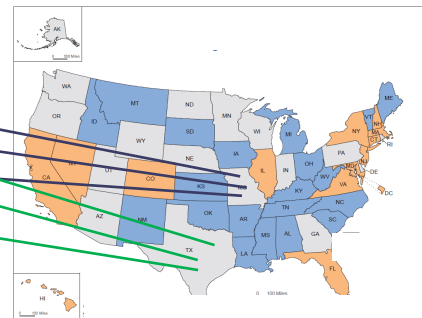 AK
100 Miles
WA
MT
ND
MN
ME
OR
ID
SD
WI
MI
VT
NH
NY
MA
CT
RI
WY
IA
NE
PA
NJ
IL
IN
OH
MD
DE
UT
CO
CA
KS
MO
WV
VA
DC
KY
NC
TN
SC
AZ
NM
OK
AR
MS
AL
GA
TX
LA
FL
HI
100 Miles
0 100 Miles